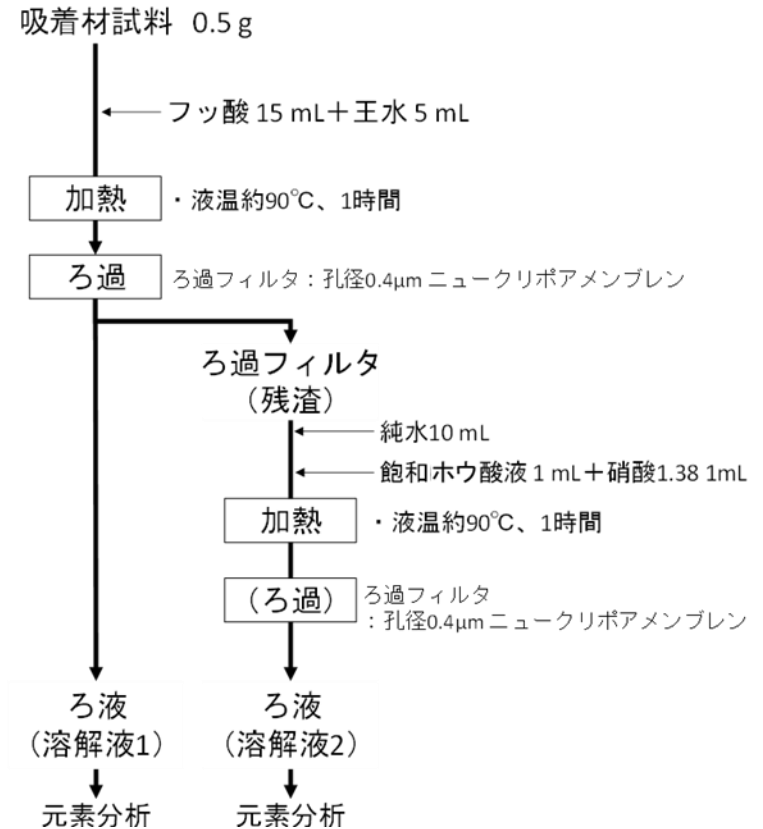 吸着材試料 0.5 g
フッ酸 15 mL＋王水 5 mL
加熱
・液温約90℃、1時間
ろ過
ろ過フィルタ：孔径0.4μm ニュークリポアメンブレン
ろ過フィルタ
（残渣）
純水10 mL
飽和ホウ酸液 1 mL＋硝酸1.38 1mL
加熱
・液温約90℃、1時間
（ろ過）
ろ過フィルタ
：孔径0.4μm ニュークリポアメンブレン
ろ液
（溶解液1）
ろ液
（溶解液2）
元素分析
元素分析